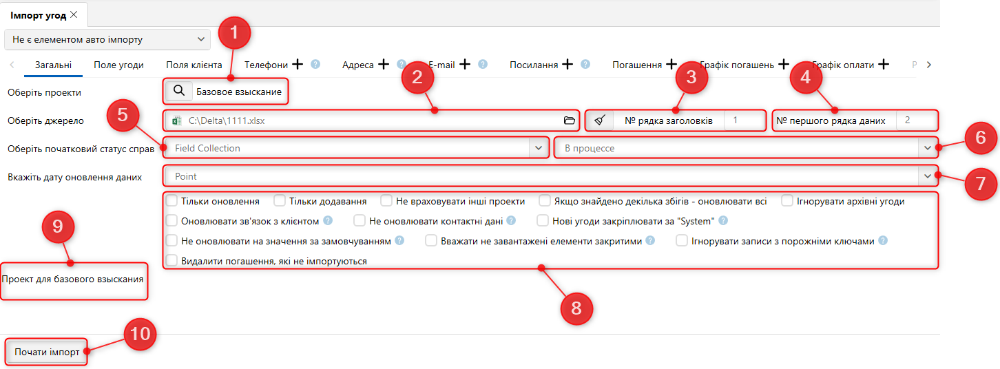 Імпорт угод
Не є елементом авто імпорту
1
Загальні Поле угоди Поля клієнта Телефони + ? Адреса + ? E-mail + ? Посилання + ? Погашення + Графік погашень + Графік оплати + Р
2 3 4
Оберіть проекти Базовое взыскание
5
Оберіть джерело C:\Delta\1111.xlsx № рядка заголовків 1 № першого рядка даних 2
Оберіть початковий статус справ Field Collection В процессе 6
Вкажіть дату оновлення даних Point 7
Тільки оновлення Тільки додавання Не враховувати інші проекти Якщо знайдено декілька збігів - оновлювати всі Ігнорувати архівні угоди
Оновлювати зв'язок з клієнтом ? Не оновлювати контактні дані ? Нові угоди закріплювати за "System" ?
9
Не оновлювати на значення за замовчуванням ? Вважати не завантажені елементи закритими ? Ігнорувати записи з порожніми ключами ?
Видалити погашення, які не імпортуються
Проект для базового взыскания
8
10
Почати імпорт